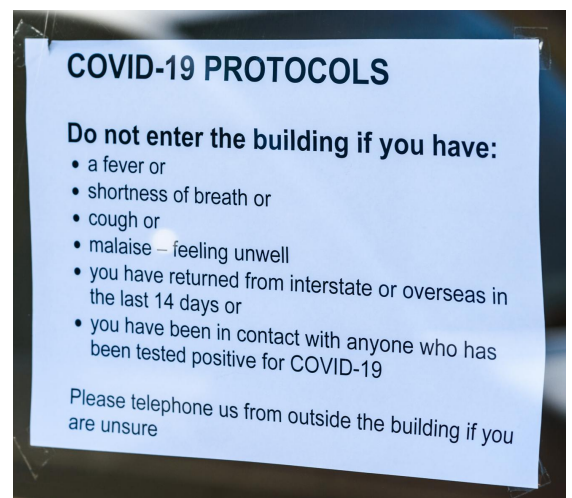 COVID-19 PROTOCOLS
Do not enter the building if you have:
• a fever or
• shortness of breath or
• cough or
• malaise – feeling unwell
• you have returned from interstate or overseas in
the last 14 days or
• you have been in contact with anyone who has
been tested positive for COVID-19
Please telephone us from outside the building if you
are unsure